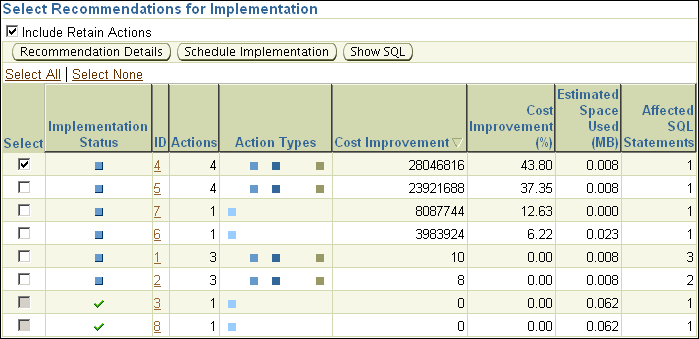 Select Recommendations for Implementation
Include Retain Actions
Recommendation Details Schedule Implementation Show SQL
Select All | Select None
Select Implementation Status ID Actions Action Types Cost Improvement Cost Improvement (%) Estimated Space Used (MB) Affected SQL Statements
4 4 28046816 43.80 0.008 1
5 4 23921688 37.35 0.008 1
7 1 8087744 12.63 0.000 1
6 1 3983924 6.22 0.023 1
1 3 10 0.00 0.008 3
2 3 8 0.00 0.008 2
3 1 0 0.00 0.062 1
8 1 0 0.00 0.062 1